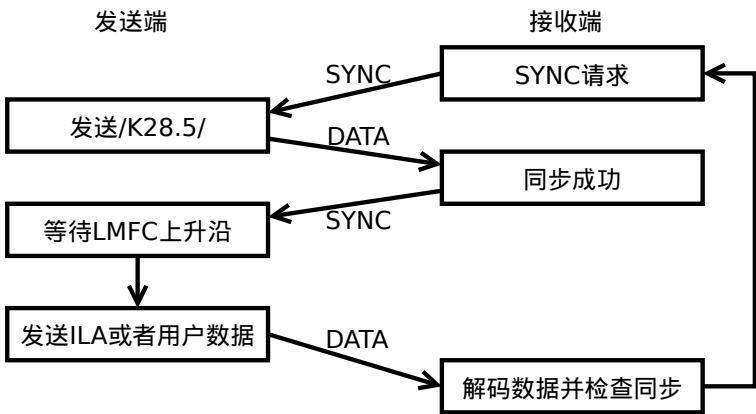 发送端
接收端
SYNC
SYNC请求
发送/K28.5/
DATA
同步成功
等待LMFC上升沿
SYNC
发送ILA或者用户数据
DATA
解码数据并检查同步